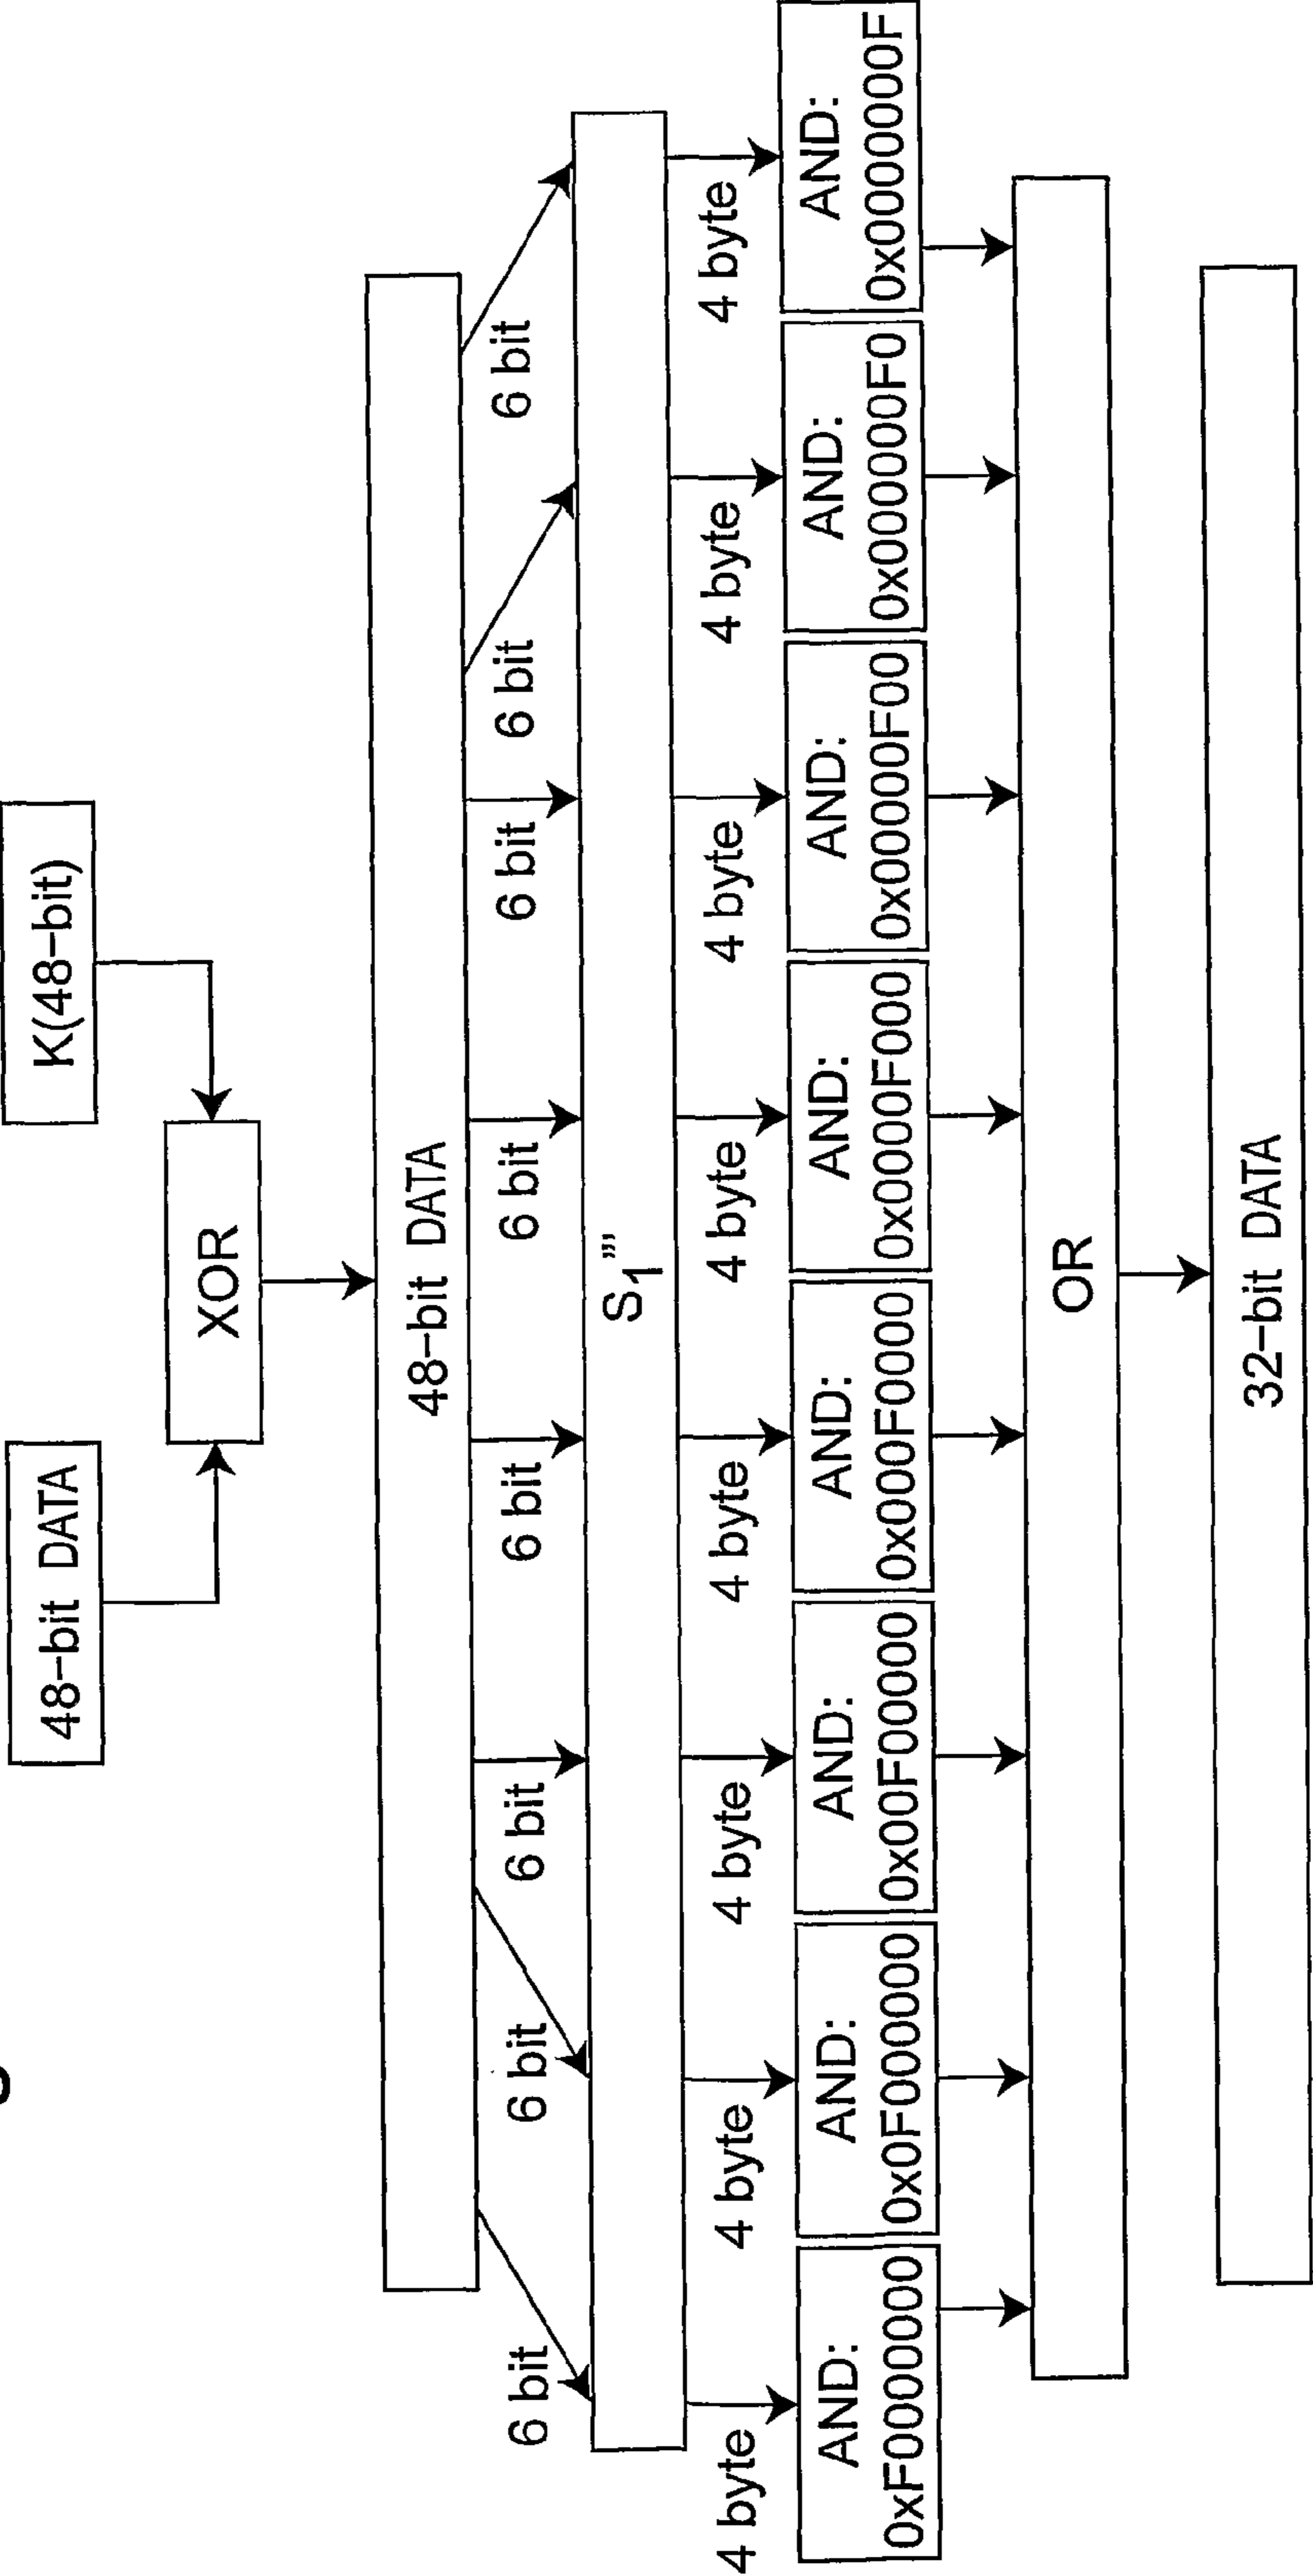 48-bit DATA
K(48-bit)
XOR
48-bit DATA
6 bit
6 bit
6 bit
6 bit
6 bit
6 bit
6 bit
6 bit
S1'''
4 byte
4 byte
4 byte
4 byte
4 byte
4 byte
4 byte
4 byte
AND:
0xF0000000
AND:
0x0F000000
AND:
0x00F00000
AND:
0x000F0000
AND:
0x0000F000
AND:
0x00000F00
AND:
0x000000F0
AND:
0x0000000F
OR
32-bit DATA